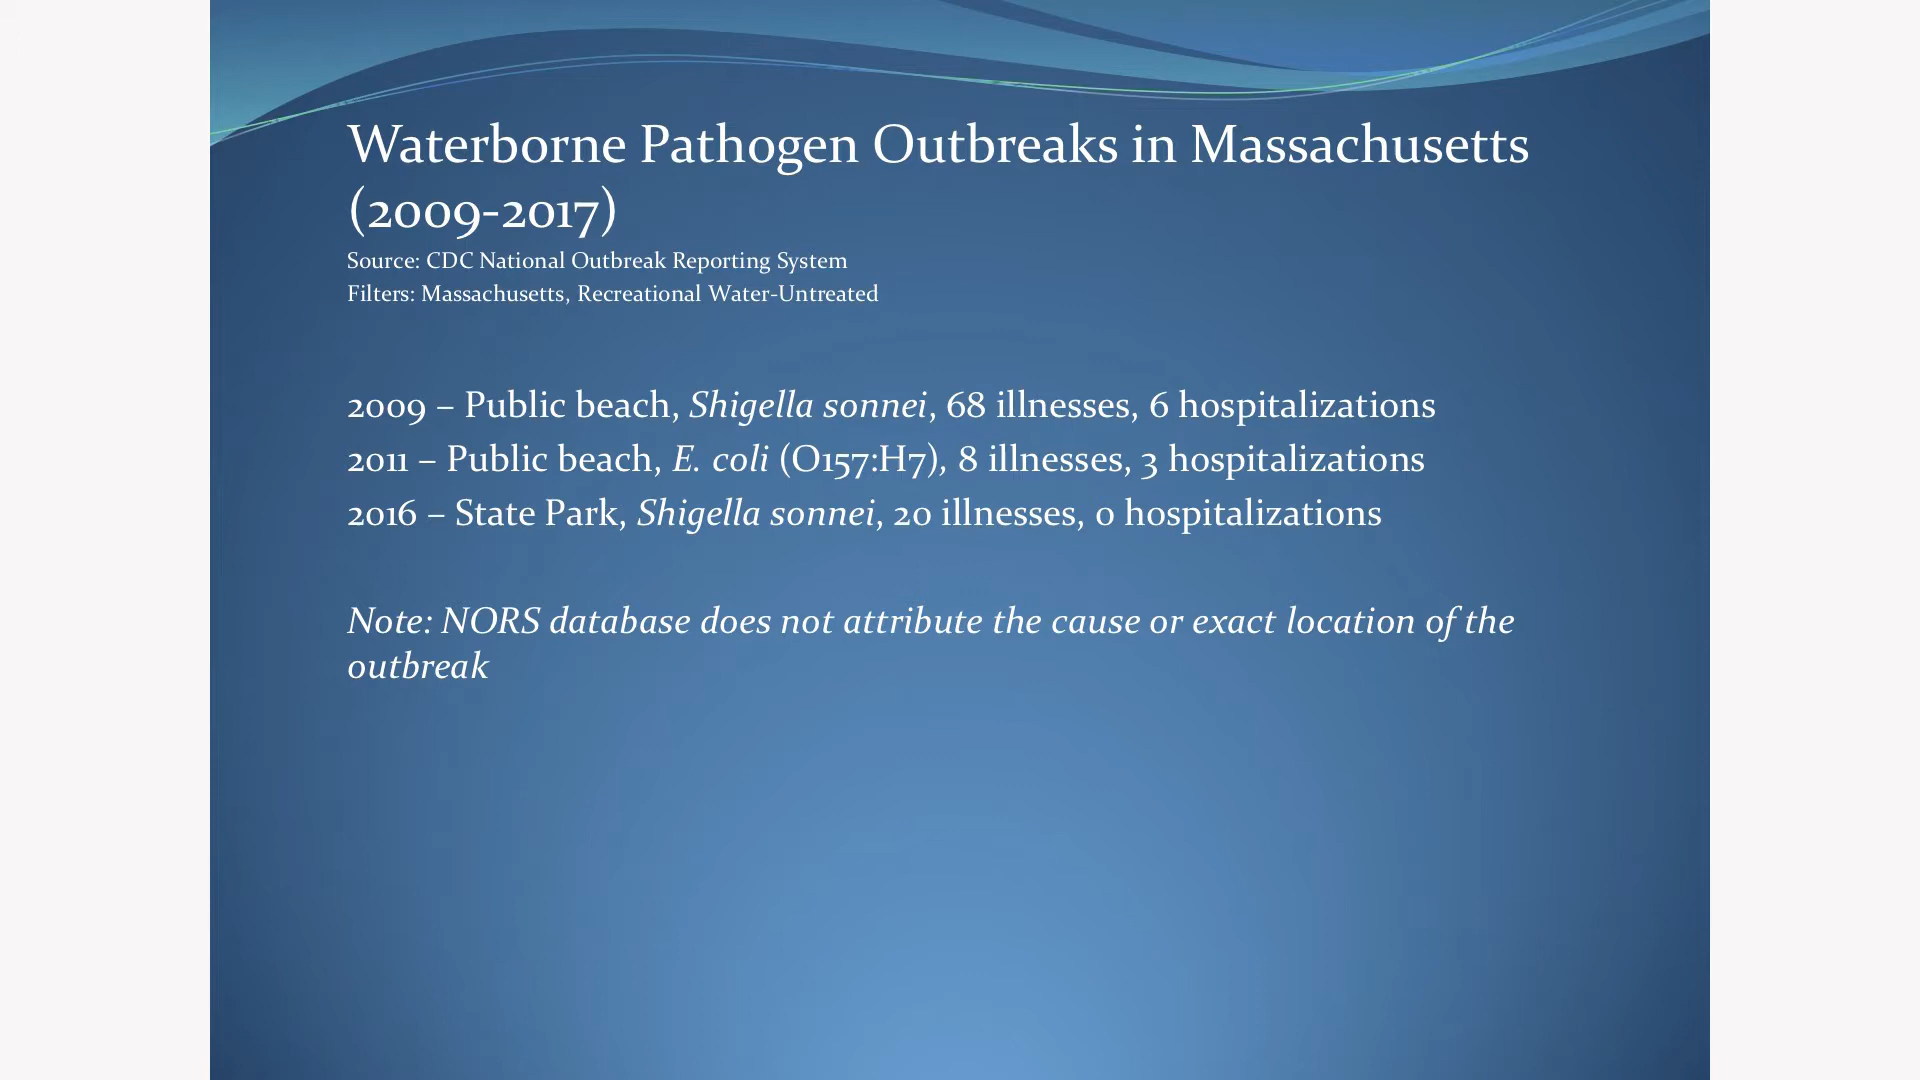 Waterborne Pathogen Outbreaks in Massachusetts
(2009-2017)
Source: CDC National Outbreak Reporting System
Filters: Massachusetts, Recreational Water-Untreated
2009 – Public beach, Shigella sonnei, 68 illnesses, 6 hospitalizations
2011 – Public beach, E. coli (O157:H7), 8 illnesses, 3 hospitalizations
2016 – State Park, Shigella sonnei, 20 illnesses, 0 hospitalizations
Note: NORS database does not attribute the cause or exact location of the
outbreak